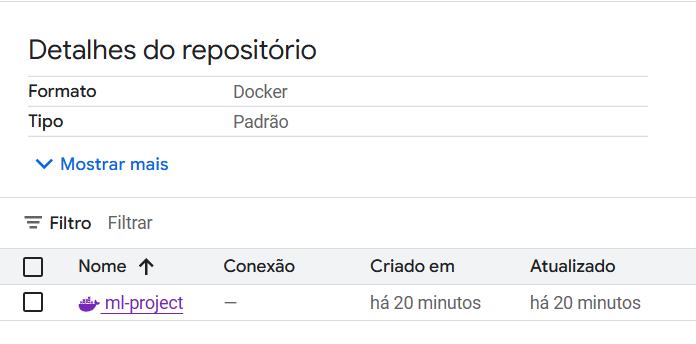 Detalhes do repositório
Formato Docker
Tipo Padrão
Mostrar mais
Filtro Filtrar
Nome Conexão Criado em Atualizado
ml-project — há 20 minutos há 20 minutos